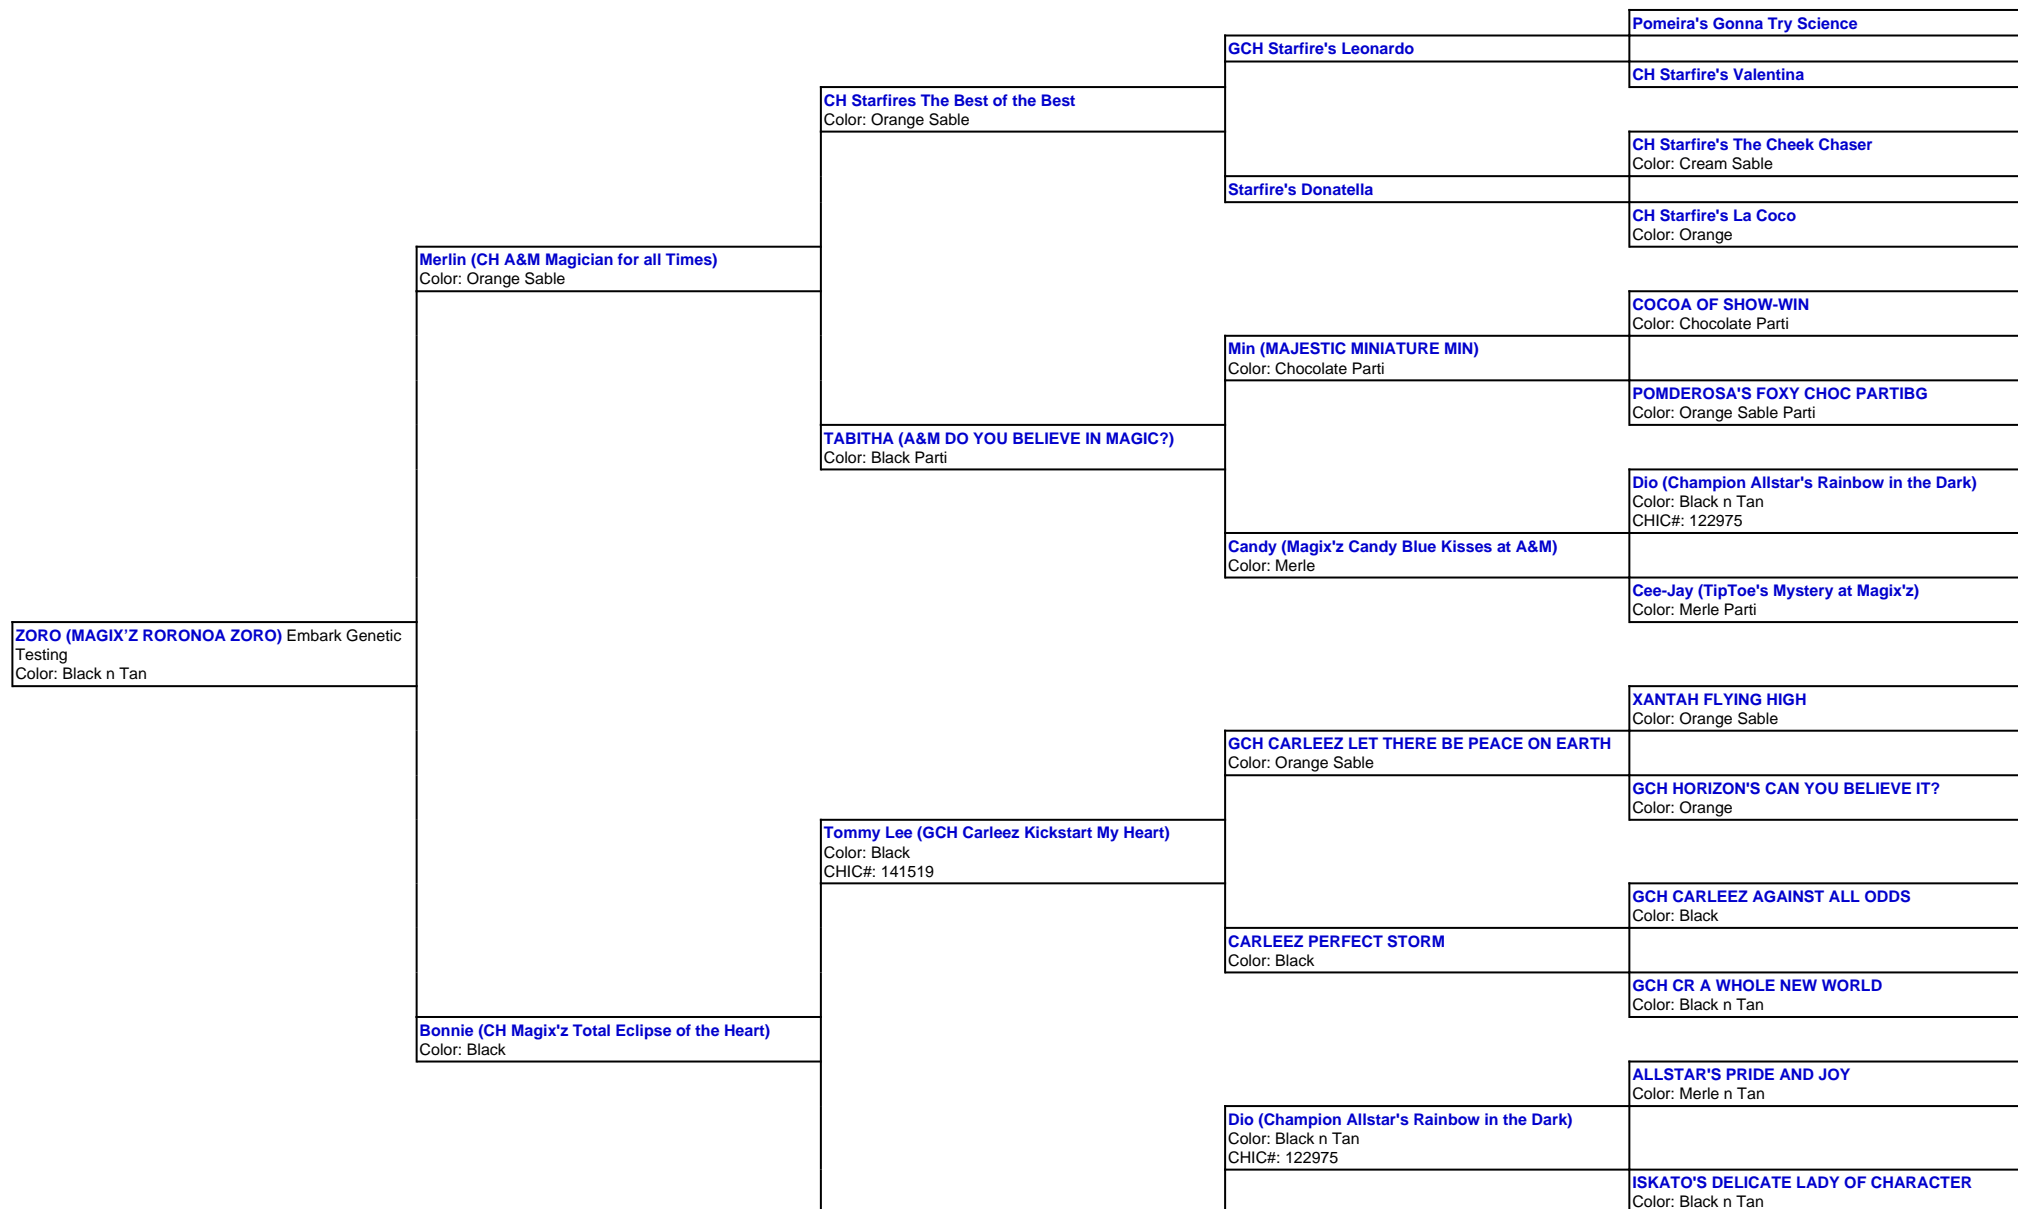 Pomeira's Gonna Try Science
GCH Starfire's Leonardo
CH Starfire's Valentina
CH Starfires The Best of the Best
Color: Orange Sable
CH Starfire's The Cheek Chaser
Color: Cream Sable
Starfire's Donatella
CH Starfire's La Coco
Color: Orange
Merlin (CH A&M Magician for all Times)
Color: Orange Sable
COCOA OF SHOW-WIN
Color: Chocolate Parti
Min (MAJESTIC MINIATURE MIN)
Color: Chocolate Parti
POMDEROSA'S FOXY CHOC PARTIBG
Color: Orange Sable Parti
TABITHA (A&M DO YOU BELIEVE IN MAGIC?)
Color: Black Parti
Dio (Champion Allstar's Rainbow in the Dark)
Color: Black n Tan
CHIC#: 122975
Candy (Magix'z Candy Blue Kisses at A&M)
Color: Merle
Cee-Jay (TipToe's Mystery at Magix'z)
Color: Merle Parti
ZORO (MAGIX’Z RORONOA ZORO) Embark Genetic
Testing
Color: Black n Tan
XANTAH FLYING HIGH
Color: Orange Sable
GCH CARLEEZ LET THERE BE PEACE ON EARTH
Color: Orange Sable
GCH HORIZON'S CAN YOU BELIEVE IT?
Color: Orange
Tommy Lee (GCH Carleez Kickstart My Heart)
Color: Black
CHIC#: 141519
GCH CARLEEZ AGAINST ALL ODDS
Color: Black
CARLEEZ PERFECT STORM
Color: Black
GCH CR A WHOLE NEW WORLD
Color: Black n Tan
Bonnie (CH Magix'z Total Eclipse of the Heart)
Color: Black
ALLSTAR'S PRIDE AND JOY
Color: Merle n Tan
Dio (Champion Allstar's Rainbow in the Dark)
Color: Black n Tan
CHIC#: 122975
ISKATO'S DELICATE LADY OF CHARACTER
Color: Black n Tan